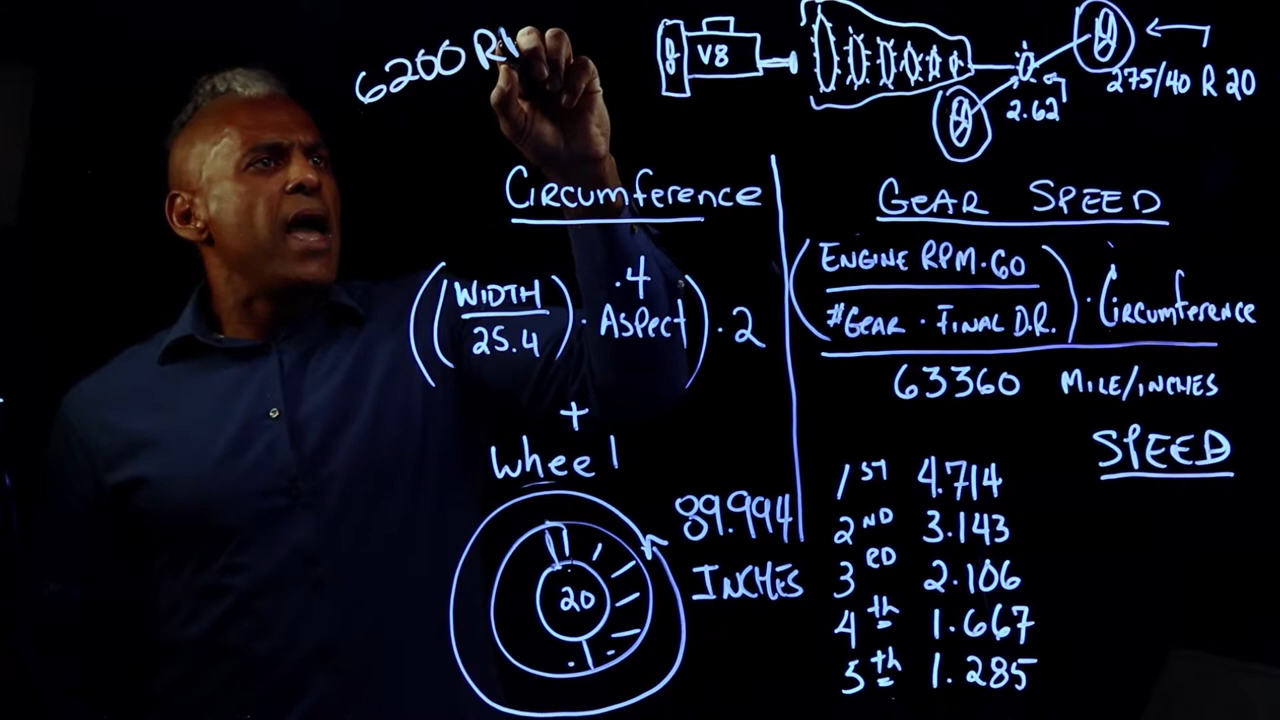 6200 R
V8
2.62
275/40 R 20
Circumference
((WIDTH / 25.4) · .4 Aspect) · 2
+
Wheel
20
89.994
INCHES
GEAR SPEED
(ENGINE RPM · 60
#GEAR · FINAL D.R.) · Circumference
63360 MILE/INCHES
SPEED
1ST 4.714
2ND 3.143
3RD 2.106
4th 1.667
5th 1.285